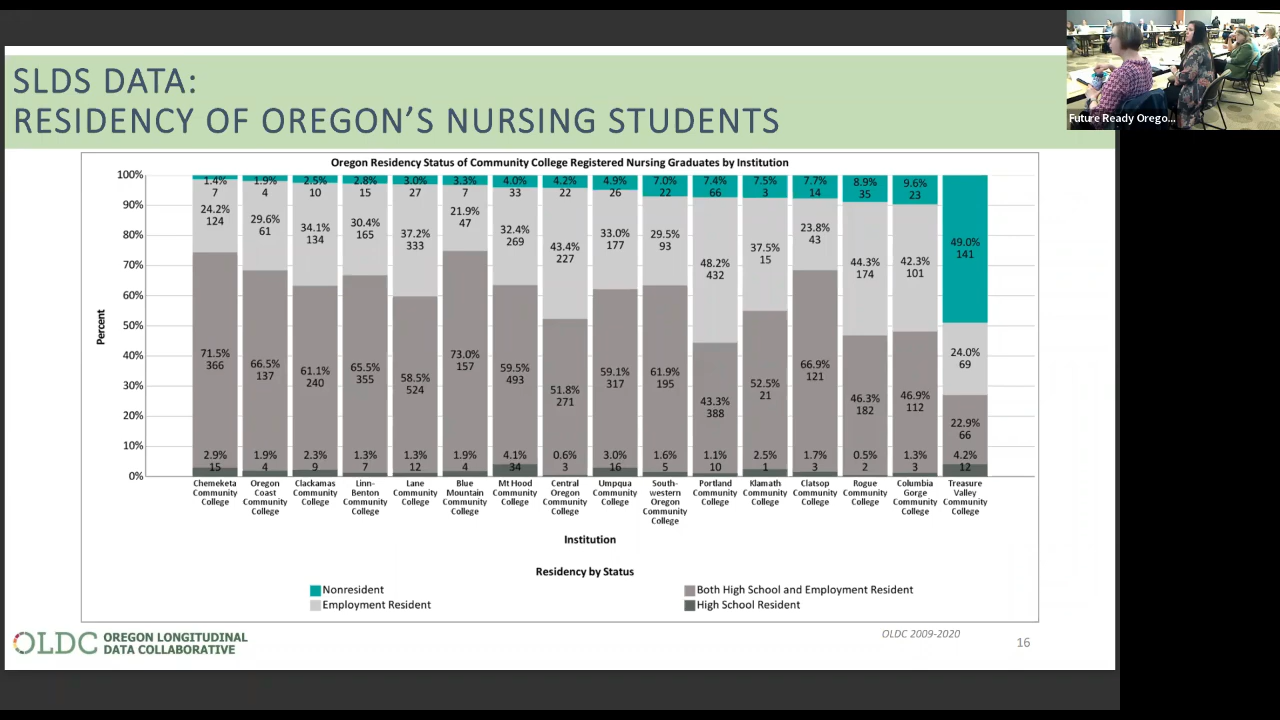 SLDS DATA:
RESIDENCY OF OREGON'S NURSING STUDENTS
Future Ready Orego...
Oregon Residency Status of Community College Registered Nursing Graduates by Institution
Percent
100%
90%
80%
70%
60%
50%
40%
30%
20%
10%
0%
1.4% 1.9% 2.5% 2.8% 3.0% 3.3% 4.0% 4.2% 4.9% 7.0% 7.4% 7.5% 7.7% 8.9% 9.6% 49.0%
7 4 10 15 27 7 33 22 26 22 66 3 14 35 23 141
24.2% 29.6% 34.1% 30.4% 37.2% 21.9% 32.4% 43.4% 33.0% 29.5% 48.2% 37.5% 23.8% 44.3% 42.3% 24.0%
124 61 134 165 333 47 269 227 177 93 432 15 43 174 101 69
71.5% 66.5% 61.1% 65.5% 58.5% 73.0% 59.5% 51.8% 59.1% 61.9% 43.3% 52.5% 66.9% 46.3% 46.9% 22.9%
366 137 240 355 524 157 493 271 317 195 388 21 121 182 112 66
2.9% 1.9% 2.3% 1.3% 1.3% 1.9% 4.1% 0.6% 3.0% 1.6% 1.1% 2.5% 1.7% 0.5% 1.3% 4.2%
15 4 9 7 12 4 34 3 16 5 10 1 3 2 3 12
Chemeketa Community College
Oregon Coast Community College
Clackamas Community College
Linn-Benton Community College
Lane Community College
Blue Mountain Community College
Mt Hood Community College
Central Oregon Community College
Umpqua Community College
South-western Oregon Community College
Portland Community College
Klamath Community College
Clatsop Community College
Rogue Community College
Columbia Gorge Community College
Treasure Valley Community College
Institution
Residency by Status
Nonresident
Both High School and Employment Resident
Employment Resident
High School Resident
OLDC OREGON LONGITUDINAL
DATA COLLABORATIVE
OLDC 2009-2020
16